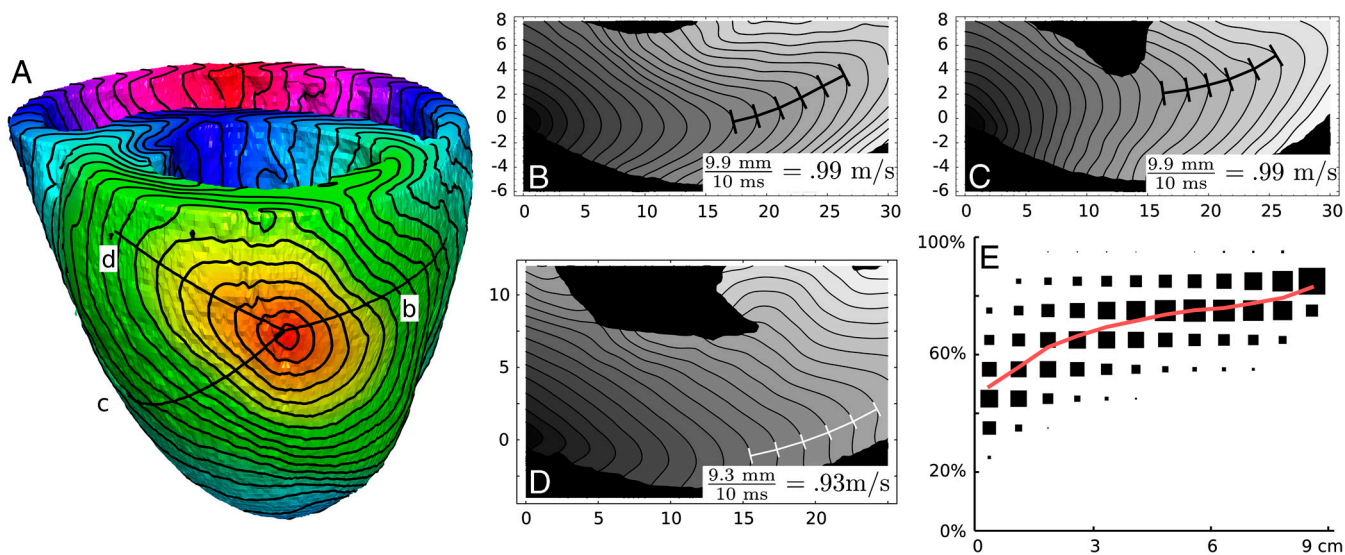 A
d
b
c
8
6
4
2
0
-2
-4
-6
B
9.9 mm
10 ms
= .99 m/s
0 5 10 15 20 25 30
8
6
4
2
0
-2
-4
-6
C
9.9 mm
10 ms
= .99 m/s
0 5 10 15 20 25 30
10
5
0
D
9.3 mm
10 ms
= .93m/s
0 5 10 15 20
100%
E
60%
20%
0%
0 3 6 9 cm